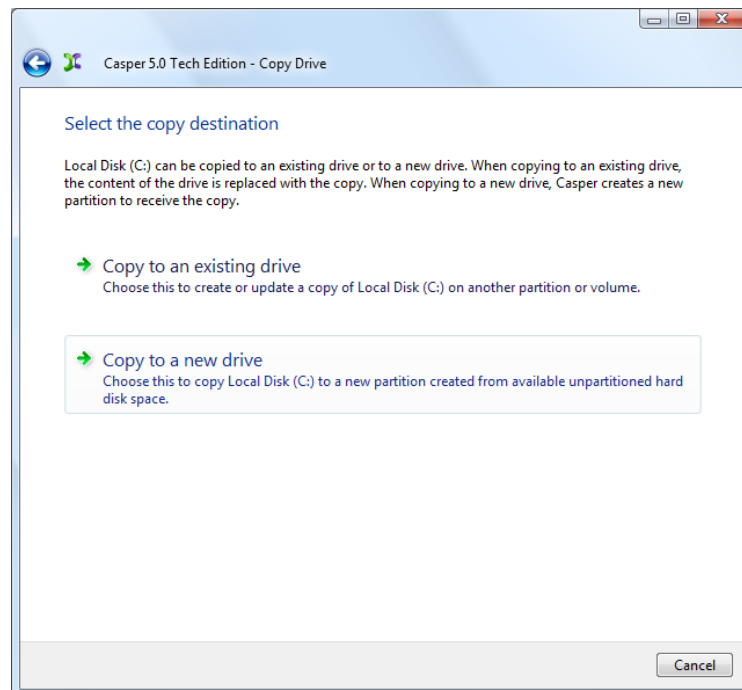 Casper 5.0 Tech Edition - Copy Drive
Select the copy destination
Local Disk (C:) can be copied to an existing drive or to a new drive. When copying to an existing drive,
the content of the drive is replaced with the copy. When copying to a new drive, Casper creates a new
partition to receive the copy.
Copy to an existing drive
Choose this to create or update a copy of Local Disk (C:) on another partition or volume.
Copy to a new drive
Choose this to copy Local Disk (C:) to a new partition created from available unpartitioned hard
disk space.
Cancel